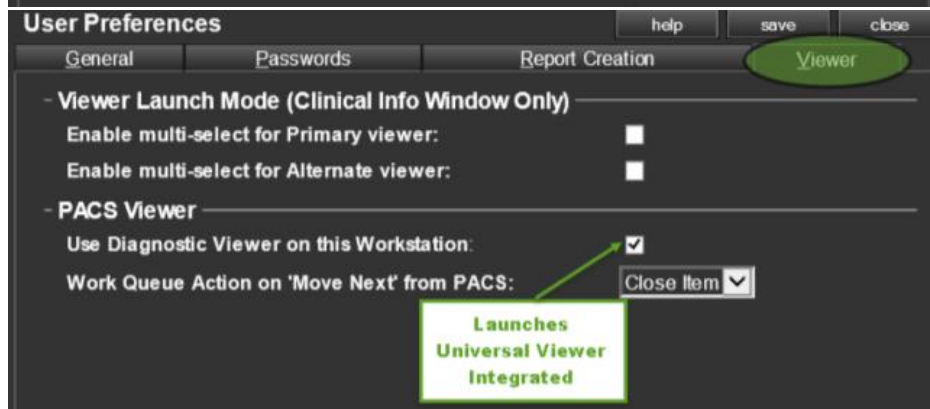 User Preferences help save close
General Passwords Report Creation Viewer
Viewer Launch Mode (Clinical Info Window Only)
Enable multi-select for Primary viewer:
Enable multi-select for Alternate viewer:
PACS Viewer
Use Diagnostic Viewer on this Workstation:
Work Queue Action on 'Move Next' from PACS: Close Item
Launches
Universal Viewer
Integrated